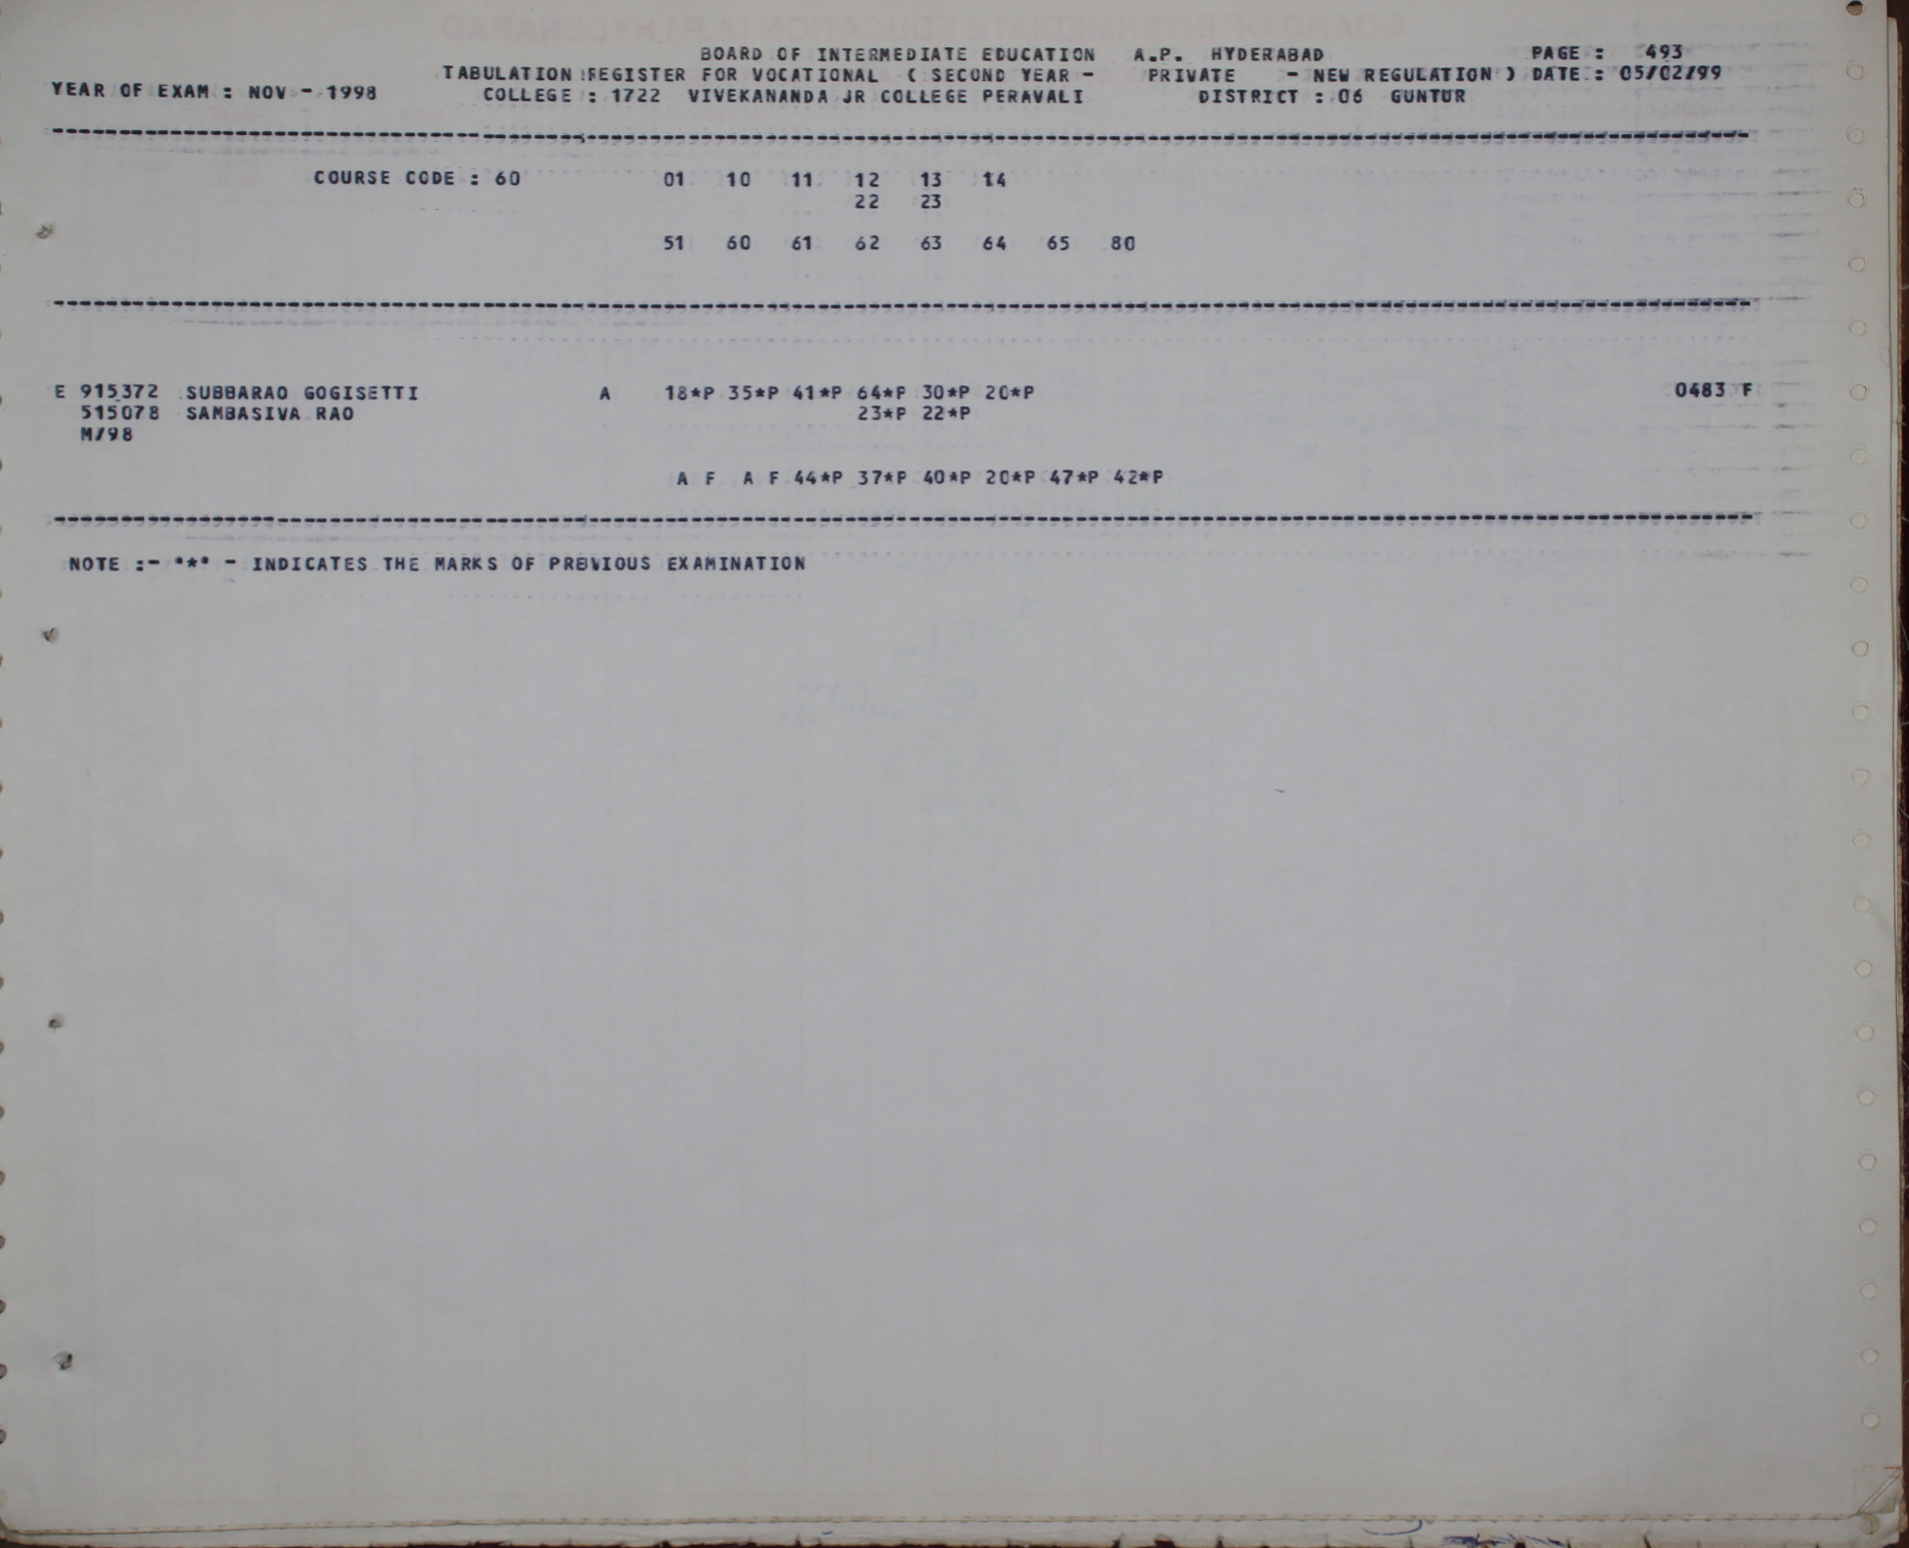 BOARD OF INTERMEDIATE EDUCATION A.P. HYDERABAD PAGE : 493
TABULATION REGISTER FOR VOCATIONAL ( SECOND YEAR - PRIVATE - NEW REGULATION ) DATE : 05/02/99
YEAR OF EXAM : NOV - 1998 COLLEGE : 1722 VIVEKANANDA JR COLLEGE PERAVALI DISTRICT : 06 GUNTUR
COURSE CODE : 60 01 10 11 12 13 14
22 23
51 60 61 62 63 64 65 80
E 915372 SUBBARAO GOGISETTI A 18*P 35*P 41*P 64*P 30*P 20*P 0483 F
515078 SAMBASIVA RAO 23*P 22*P
M/98
A F A F 44*P 37*P 40*P 20*P 47*P 42*P
NOTE :- '*' - INDICATES THE MARKS OF PREVIOUS EXAMINATION